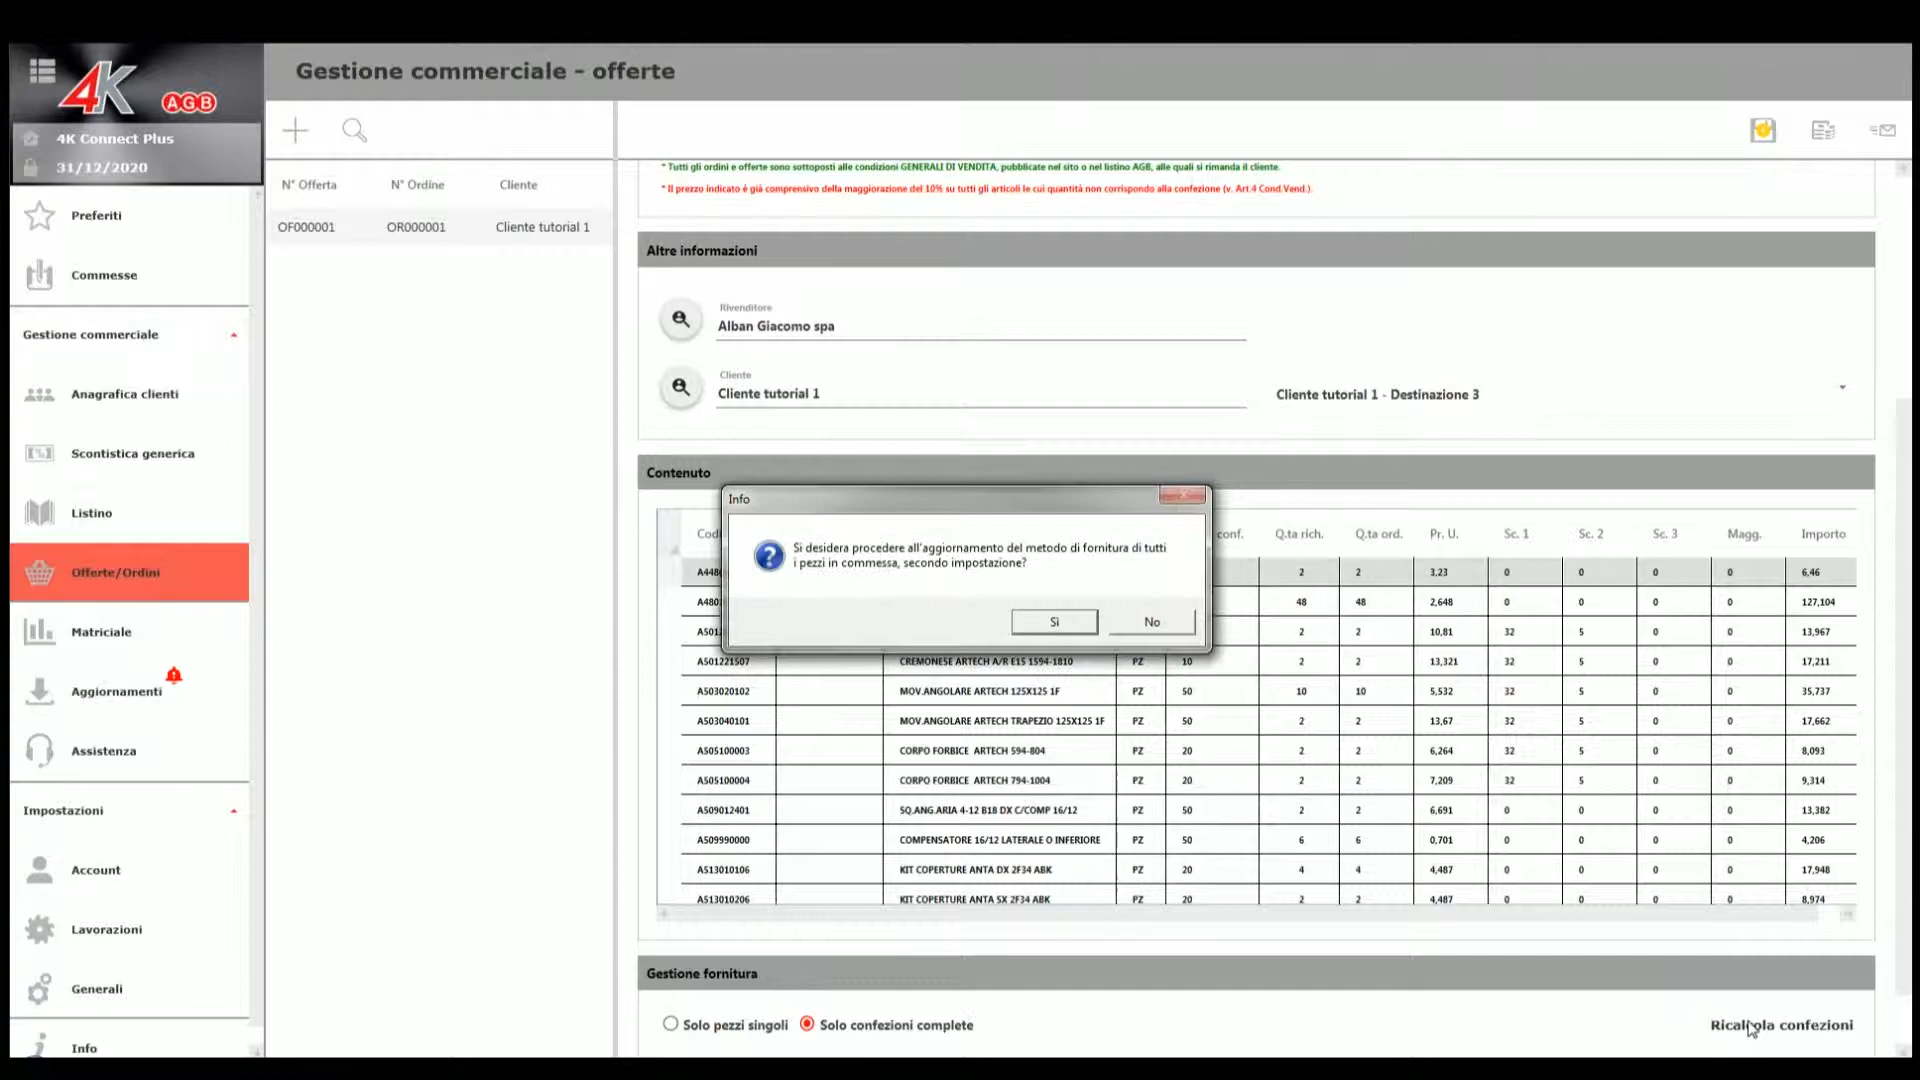 Gestione commerciale - offerte
4K
AGB
4K Connect Plus
31/12/2020
Preferiti
Commesse
Gestione commerciale
Anagrafica clienti
Scontistica generica
Listino
Offerte/Ordini
Matriciale
Aggiornamenti
Assistenza
Impostazioni
Account
Lavorazioni
Generali
Info
N° Offerta N° Ordine Cliente
OF000001 OR000001 Cliente tutorial 1
* Tutti gli ordini e offerte sono sottoposti alle condizioni GENERALI DI VENDITA, pubblicate nel sito o nel listino AGB, alle quali si rimanda il cliente.
* Il prezzo indicato è già comprensivo della maggiorazione del 10% su tutti gli articoli le cui quantità non corrispondo alla confezione (v. Art.4 Cond.Vend.).
Altre informazioni
Rivenditore
Alban Giacomo spa
Cliente
Cliente tutorial 1 Cliente tutorial 1 - Destinazione 3
Contenuto
Info
Si desidera procedere all'aggiornamento del metodo di fornitura di tutti
i pezzi in commessa, secondo impostazione?
Sì No
conf. Q.ta rich. Q.ta ord. Pr. U. Sc. 1 Sc. 2 Sc. 3 Magg. Importo
2 2 3,23 0 0 0 0 6,46
48 48 2,648 0 0 0 0 127,104
2 2 10,81 32 5 0 0 13,967
A501221507 CREMONESE ARTECH A/R E15 1594-1810 PZ 10 2 2 13,321 32 5 0 0 17,211
A503020102 MOV.ANGOLARE ARTECH 125X125 1F PZ 50 10 10 5,532 32 5 0 0 35,737
A503040101 MOV.ANGOLARE ARTECH TRAPEZIO 125X125 1F PZ 50 2 2 13,67 32 5 0 0 17,662
A505100003 CORPO FORBICE ARTECH 594-804 PZ 20 2 2 6,264 32 5 0 0 8,093
A505100004 CORPO FORBICE ARTECH 794-1004 PZ 20 2 2 7,209 32 5 0 0 9,314
A509012401 SQ.ANG.ARIA 4-12 B18 DX C/COMP 16/12 PZ 50 2 2 6,691 0 0 0 0 13,382
A509990000 COMPENSATORE 16/12 LATERALE O INFERIORE PZ 50 6 6 0,701 0 0 0 0 4,206
A513010106 KIT COPERTURE ANTA DX 2F34 ABK PZ 20 4 4 4,487 0 0 0 0 17,948
A513010206 KIT COPERTURE ANTA SX 2F34 ABK PZ 20 2 2 4,487 0 0 0 0 8,974
Gestione fornitura
Solo pezzi singoli Solo confezioni complete Ricalcola confezioni